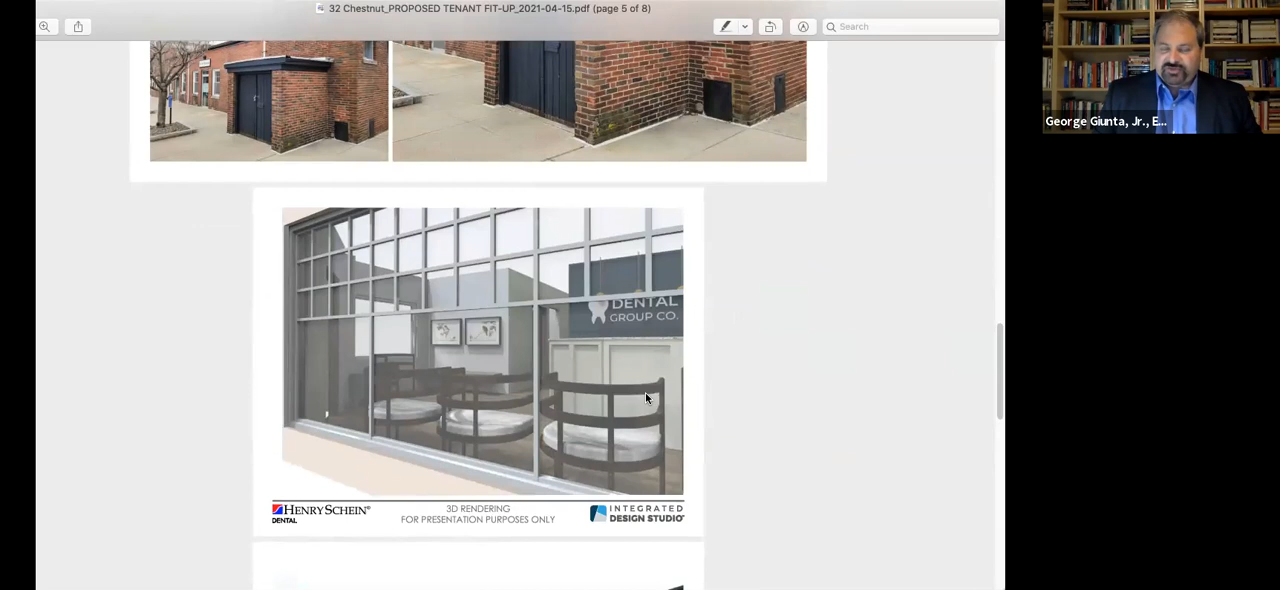 32 Chestnut_PROPOSED TENANT FIT-UP_2021-04-15.pdf (page 5 of 8)
Search
George Giunta, Jr., E...
DENTAL
GROUP CO.
HENRY SCHEIN®
DENTAL
3D RENDERING
FOR PRESENTATION PURPOSES ONLY
INTEGRATED
DESIGN STUDIO